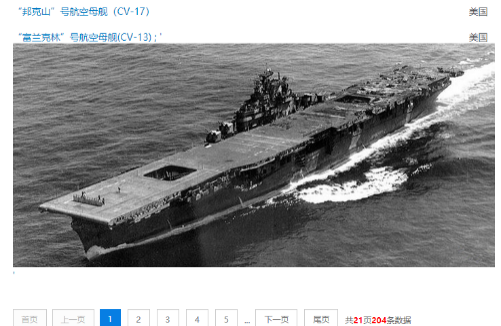 “邦克山”号航空母舰（CV-17） 美国
“富兰克林”号航空母舰(CV-13) ; ' 美国
首页 上一页 1 2 3 4 5 ... 下一页 尾页 共21页204条数据